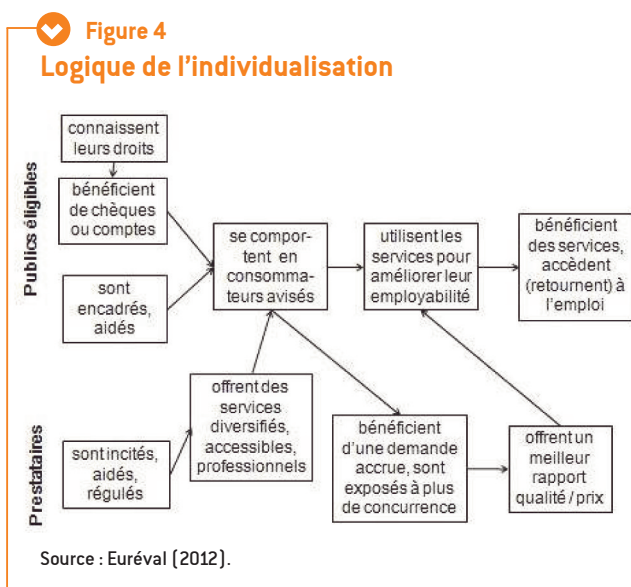 Figure 4
Logique de l'individualisation
Publics éligibles
connaissent
leurs droits
bénéficient
de chèques
ou comptes
sont
encadrés,
aidés
se compor-
tent en
consomma-
teurs avisés
utilisent les
services pour
améliorer leur
employabilité
bénéficient
des services,
accèdent
(retournent) à
l'emploi
Prestataires
sont incités,
aidés,
régulés
offrent des
services
diversifiés,
accessibles,
professionnels
bénéficient
d'une demande
accrue, sont
exposés à plus
de concurrence
offrent un
meilleur
rapport
qualité / prix
Source : Euréval (2012).